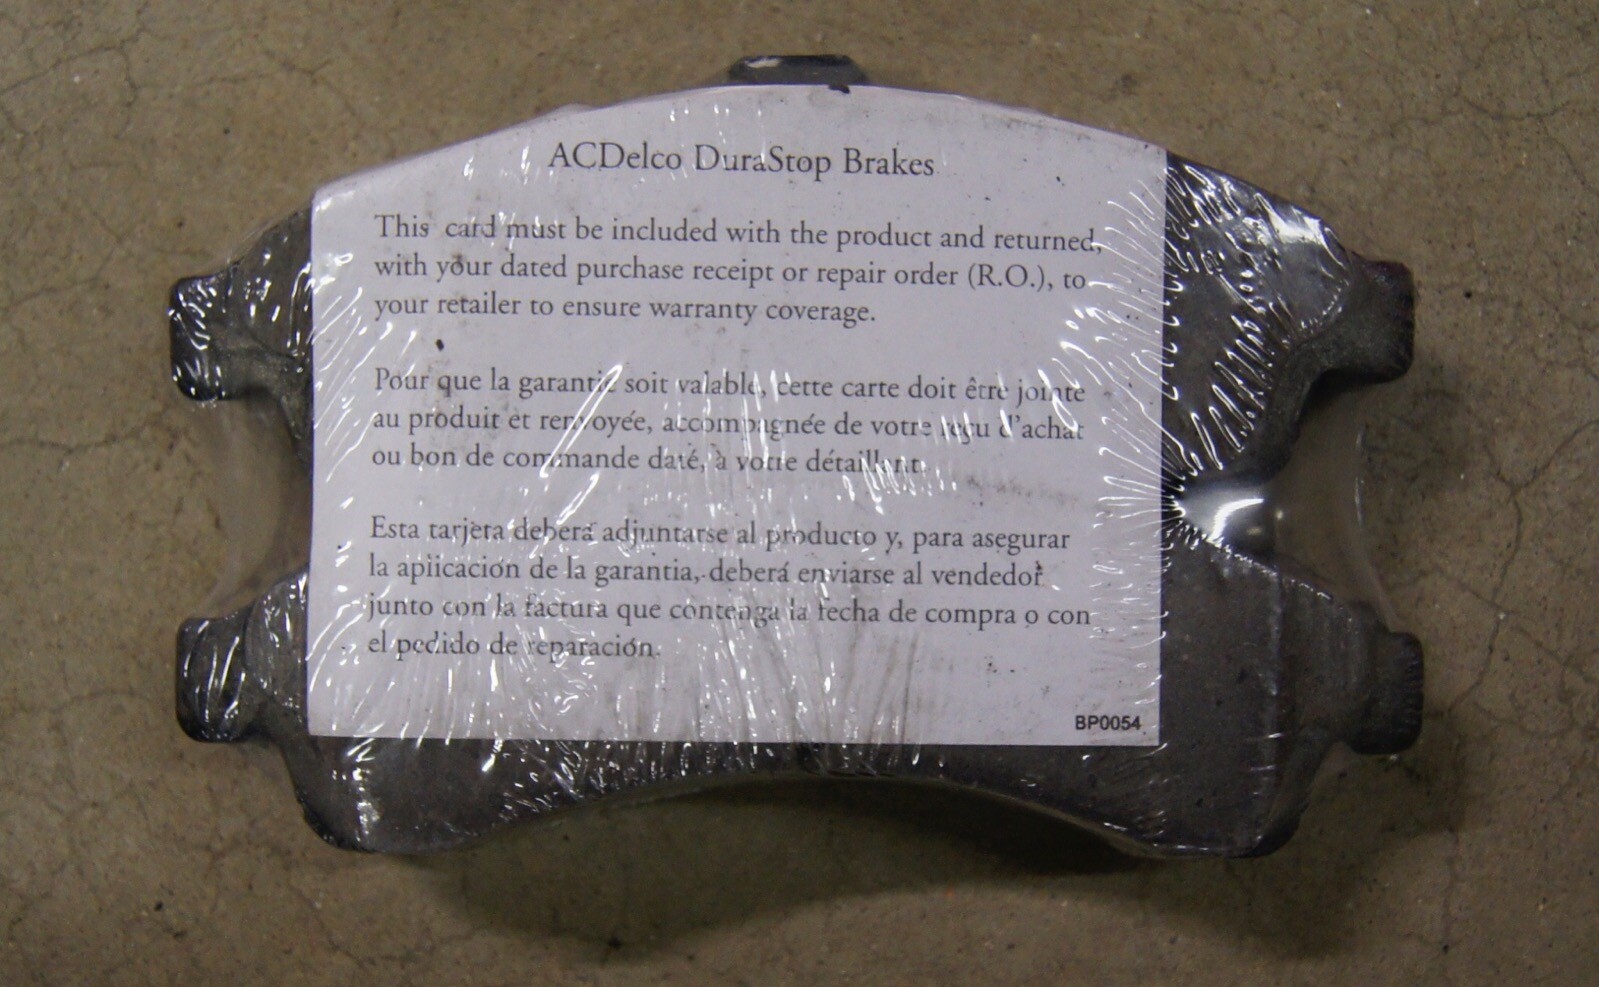 ACDelco DuraStop Brakes
This card must be included with the product and returned,
with your dated purchase receipt or repair order (R.O.), to
your retailer to ensure warranty coverage.
Pour que la garantie soit valable, cette carte doit être jointe
au produit et renvoyée, accompagnée de votre reçu d'achat
ou bon de commande daté, à votre détaillant.
Esta tarjeta deberá adjuntarse al producto y, para asegurar
la aplicación de la garantia, deberá enviarse al vendedor
junto con la factura que contenga la fecha de compra o con
el pedido de reparación.
BP0054